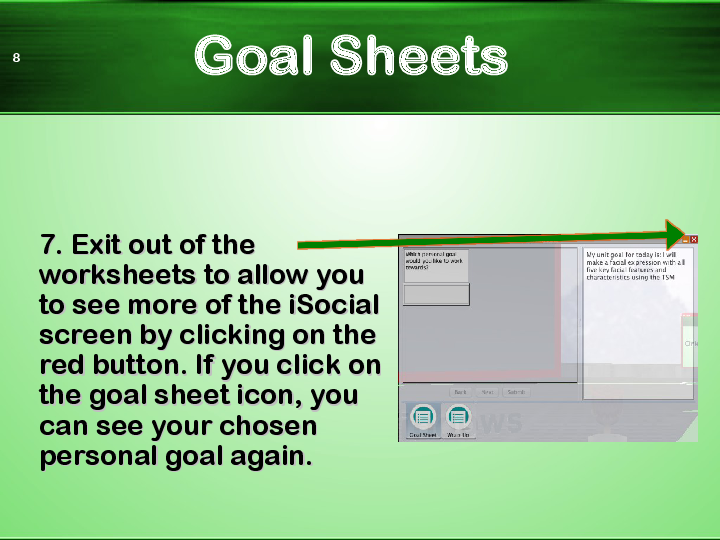 8
Goal Sheets
7. Exit out of the
worksheets to allow you
to see more of the iSocial
screen by clicking on the
red button. If you click on
the goal sheet icon, you
can see your chosen
personal goal again.
Which personal goal
would you like to work
towards?
My unit goal for today is: I will
make a facial expression with all
five key facial features and
characteristics using the TSM
Back Next Submit
Goal Sheet